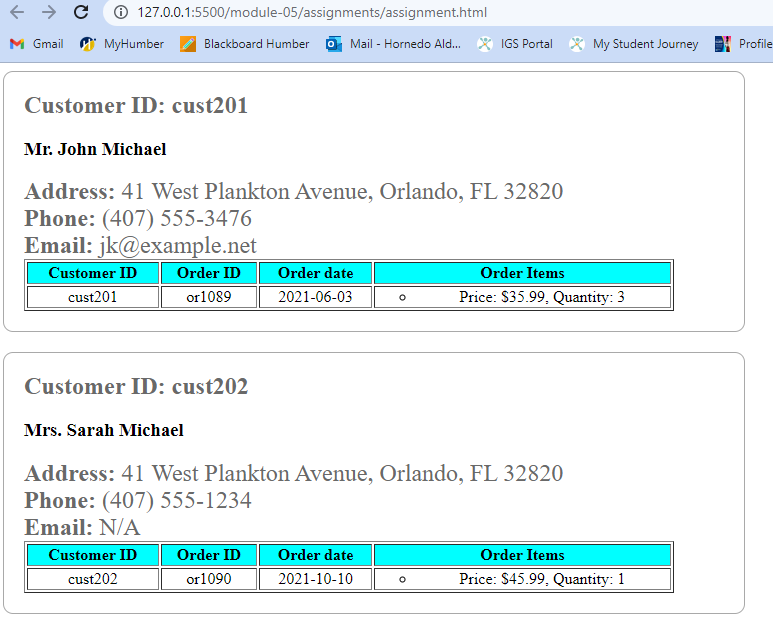 127.0.0.1:5500/module-05/assignments/assignment.html
Gmail MyHumber Blackboard Humber Mail - Hornedo Ald... IGS Portal My Student Journey Profile
Customer ID: cust201
Mr. John Michael
Address: 41 West Plankton Avenue, Orlando, FL 32820
Phone: (407) 555-3476
Email: jk@example.net
Customer ID Order ID Order date Order Items
cust201 or1089 2021-06-03 Price: $35.99, Quantity: 3
Customer ID: cust202
Mrs. Sarah Michael
Address: 41 West Plankton Avenue, Orlando, FL 32820
Phone: (407) 555-1234
Email: N/A
Customer ID Order ID Order date Order Items
cust202 or1090 2021-10-10 Price: $45.99, Quantity: 1